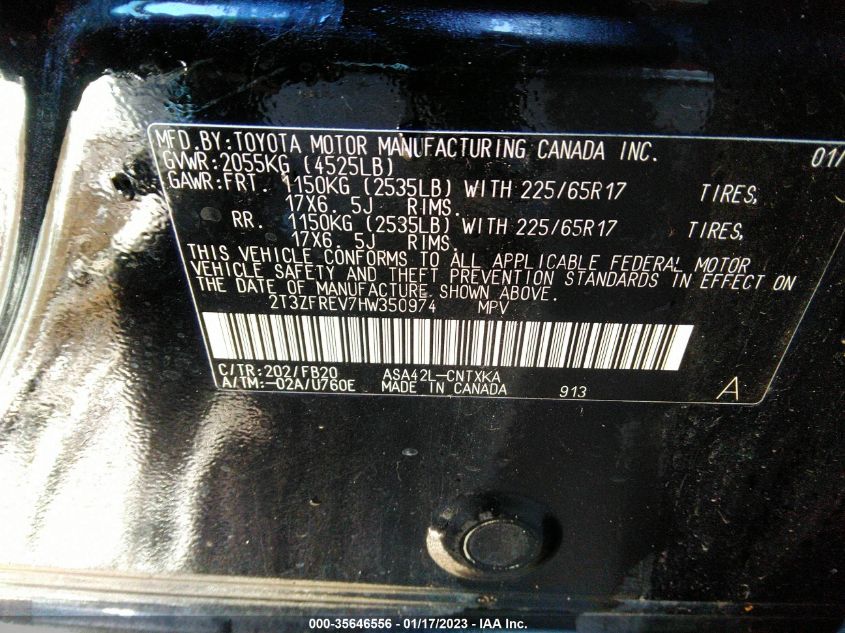 MFD.BY:TOYOTA MOTOR MANUFACTURING CANADA INC. 01/
GVWR:2055KG (4525LB)
GAWR:FRT. 1150KG (2535LB) WITH 225/65R17 TIRES,
17X6. 5J RIMS.
RR. 1150KG (2535LB) WITH 225/65R17 TIRES,
17X6. 5J RIMS.
THIS VEHICLE CONFORMS TO ALL APPLICABLE FEDERAL MOTOR
VEHICLE SAFETY AND THEFT PREVENTION STANDARDS IN EFFECT ON
THE DATE OF MANUFACTURE SHOWN ABOVE.
2T3ZFREV7HW350974 MPV
C/TR:202/FB20 ASA42L-CNTXKA
A/TM:-02A/U760E MADE IN CANADA 913 A
000-35646556 - 01/17/2023 - IAA Inc.